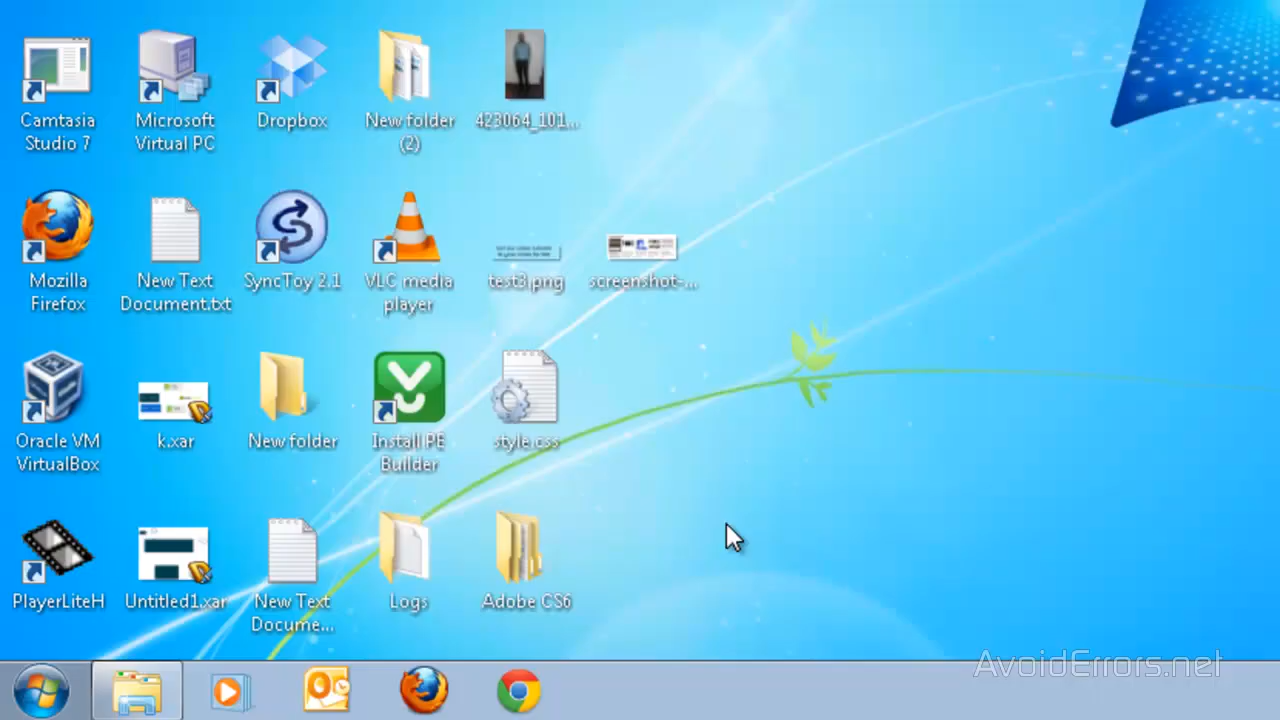 Camtasia
Studio 7
Microsoft
Virtual PC
Dropbox
New folder
(2)
423064_101...
Mozilla
Firefox
New Text
Document.txt
SyncToy 2.1
VLC media
player
test3.png
screenshot-...
Oracle VM
VirtualBox
k.xar
New folder
Install PE
Builder
style.css
PlayerLiteH
Untitled1.xar
New Text
Docume...
Logs
Adobe CS6
AvoidErrors.net